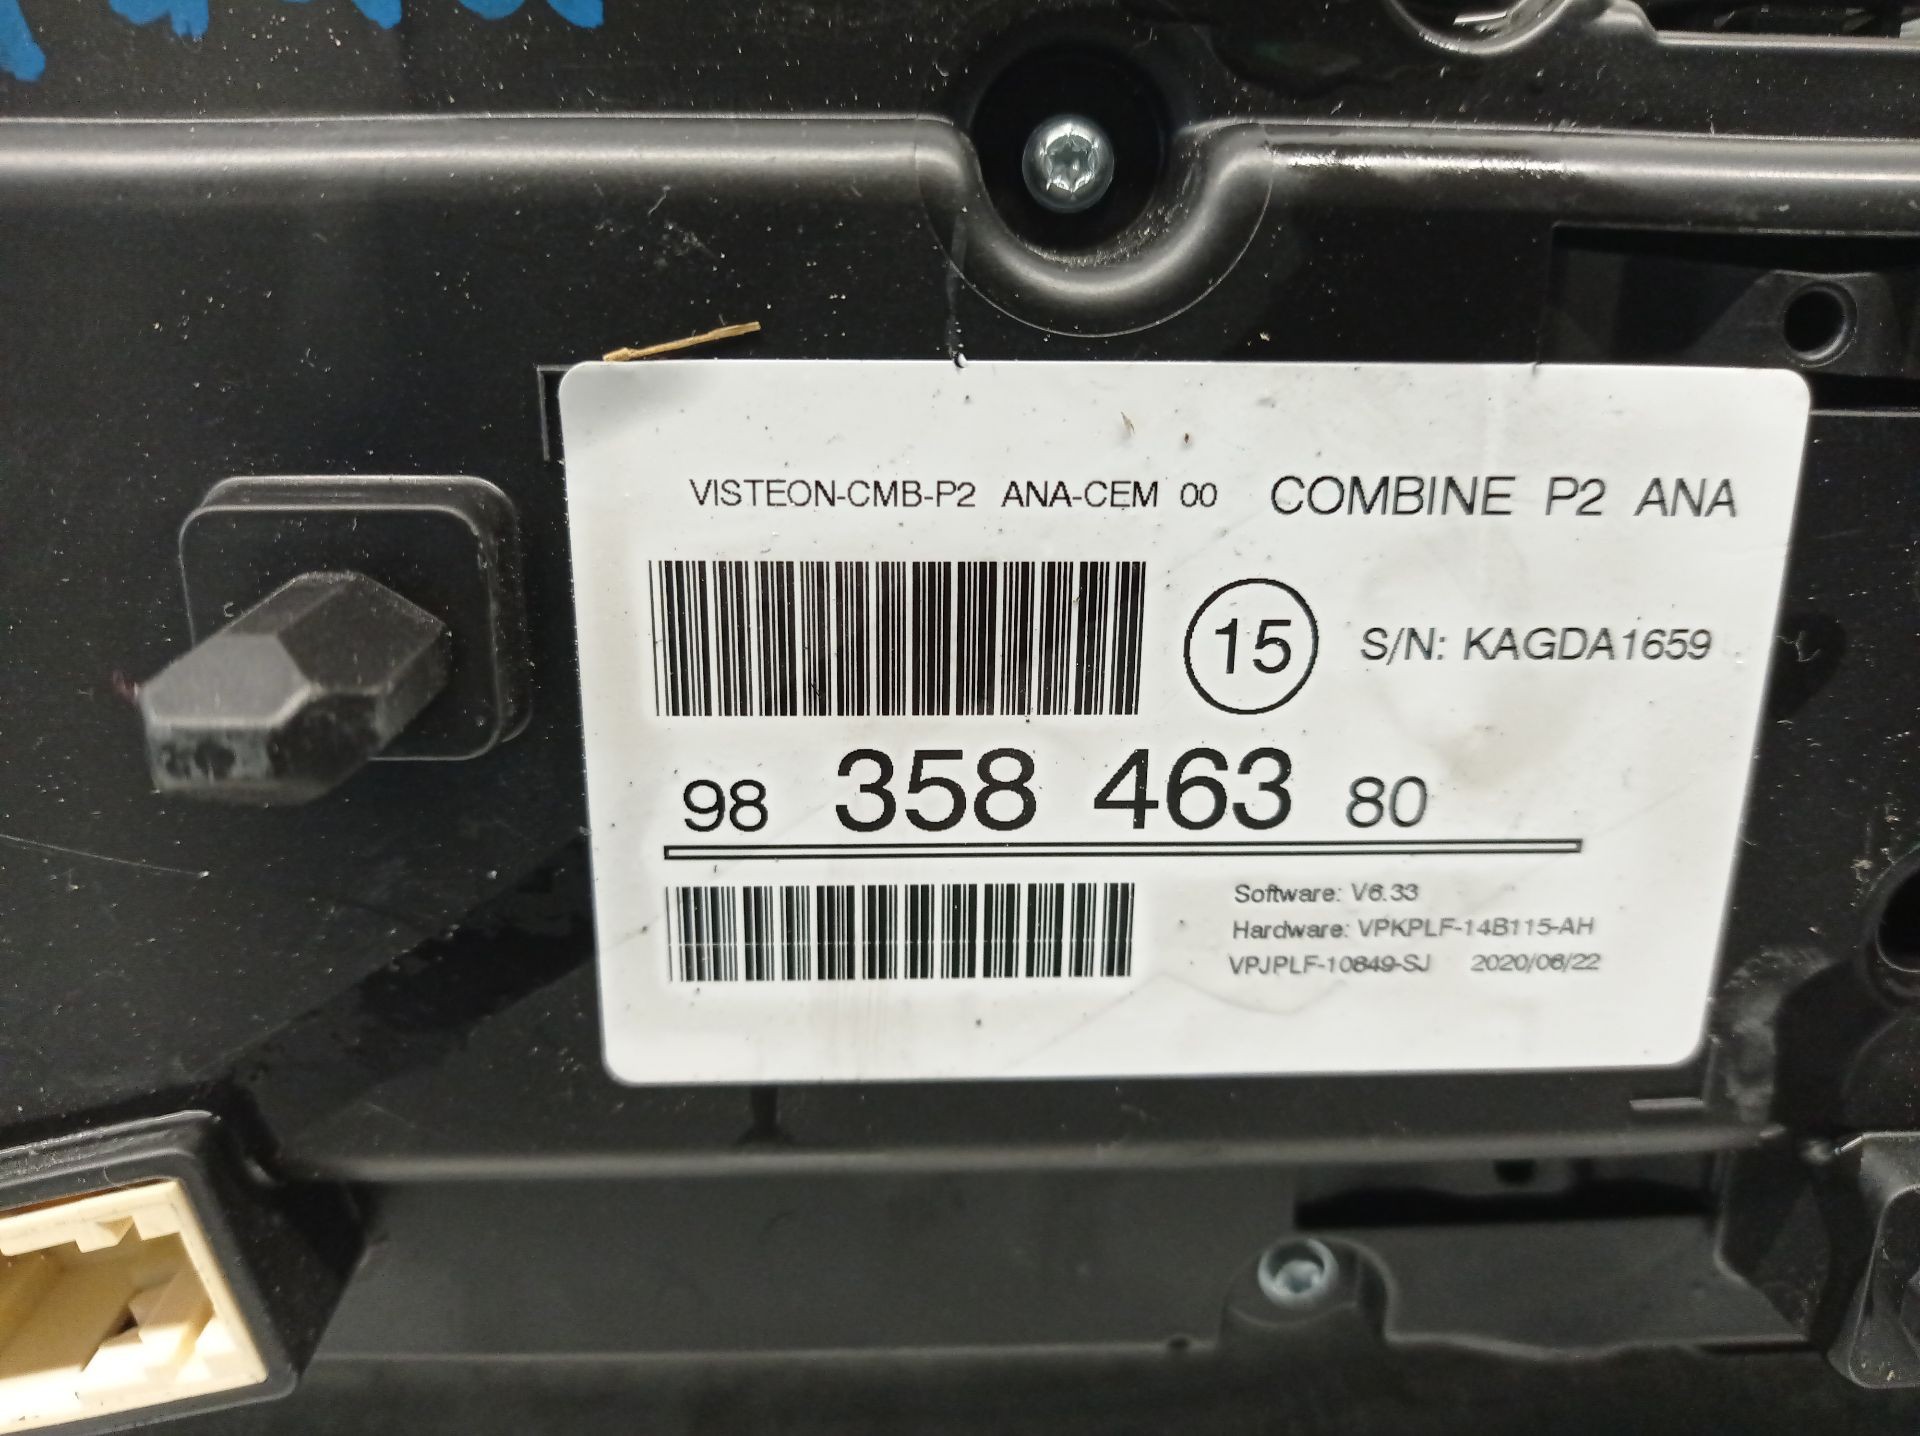 VISTEON-CMB-P2 ANA-CEM 00 COMBINE P2 ANA
15 S/N: KAGDA1659
98 358 463 80
Software: V6.33
Hardware: VPKPLF-14B115-AH
VPJPLF-10849-SJ 2020/06/22